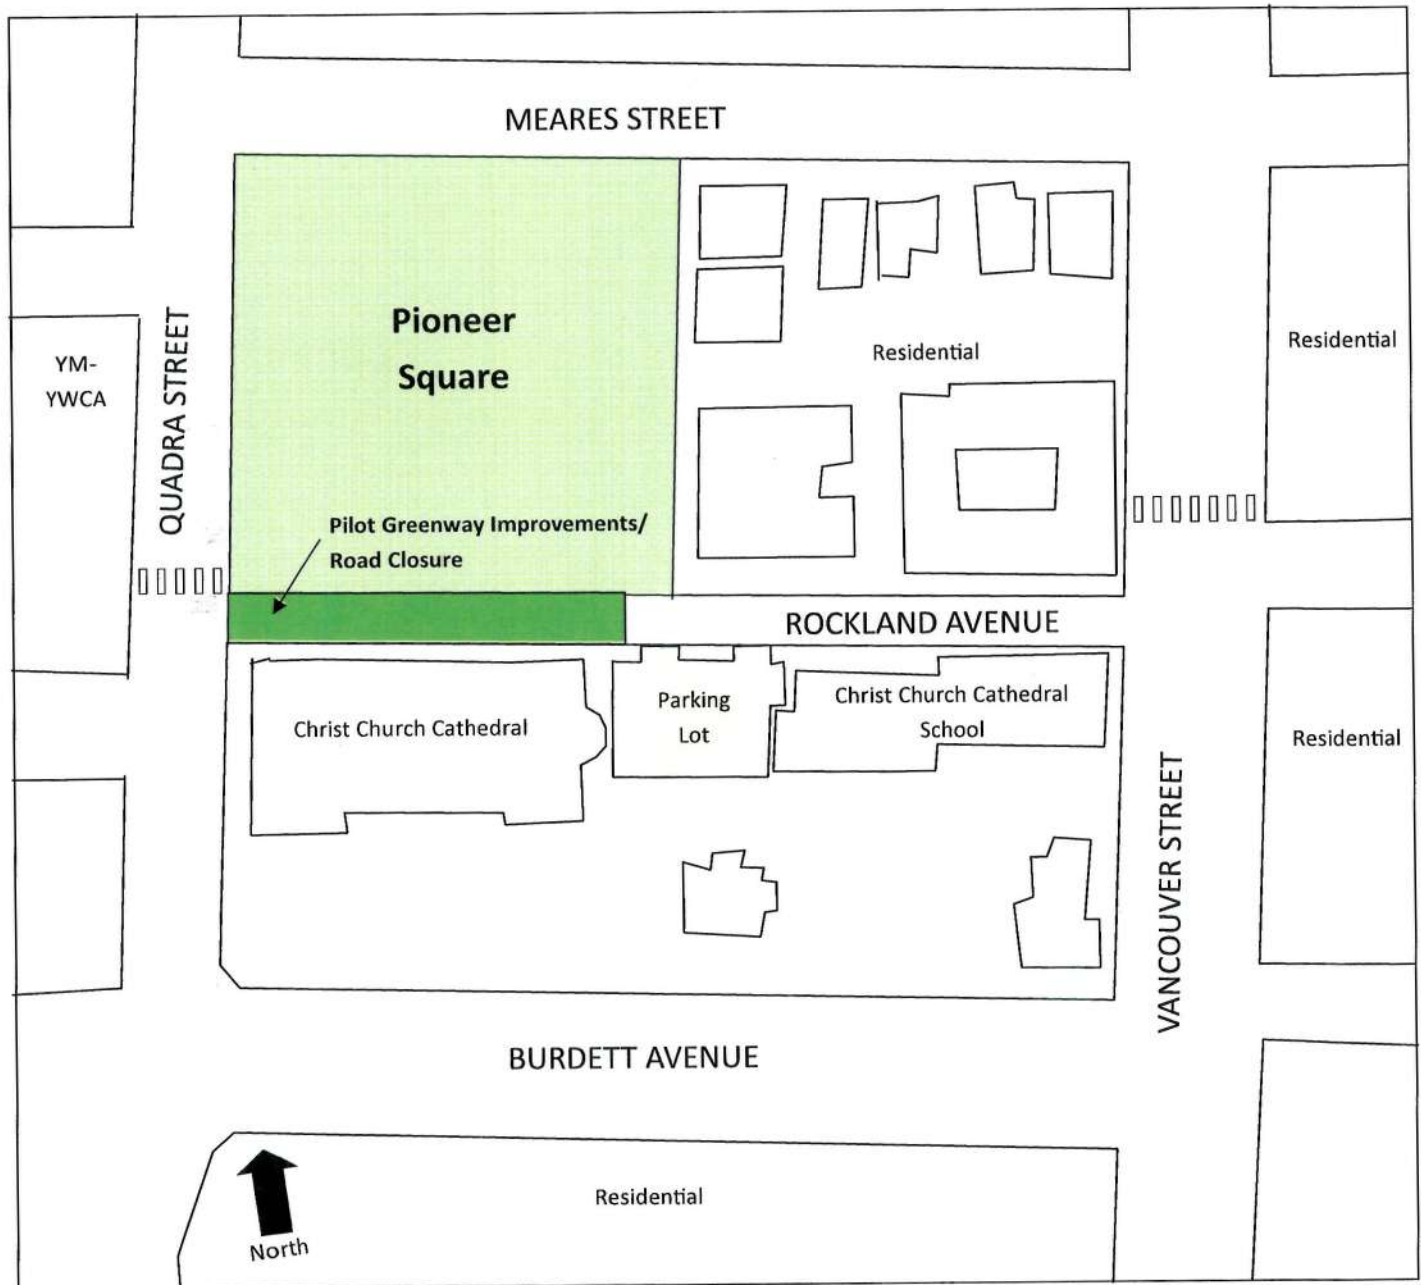 MEARES STREET
Pioneer
Square
Residential
Residential
YM-
YWCA
QUADRA STREET
Pilot Greenway Improvements/
Road Closure
ROCKLAND AVENUE
Christ Church Cathedral
Parking
Lot
Christ Church Cathedral
School
Residential
VANCOUVER STREET
BURDETT AVENUE
Residential
North